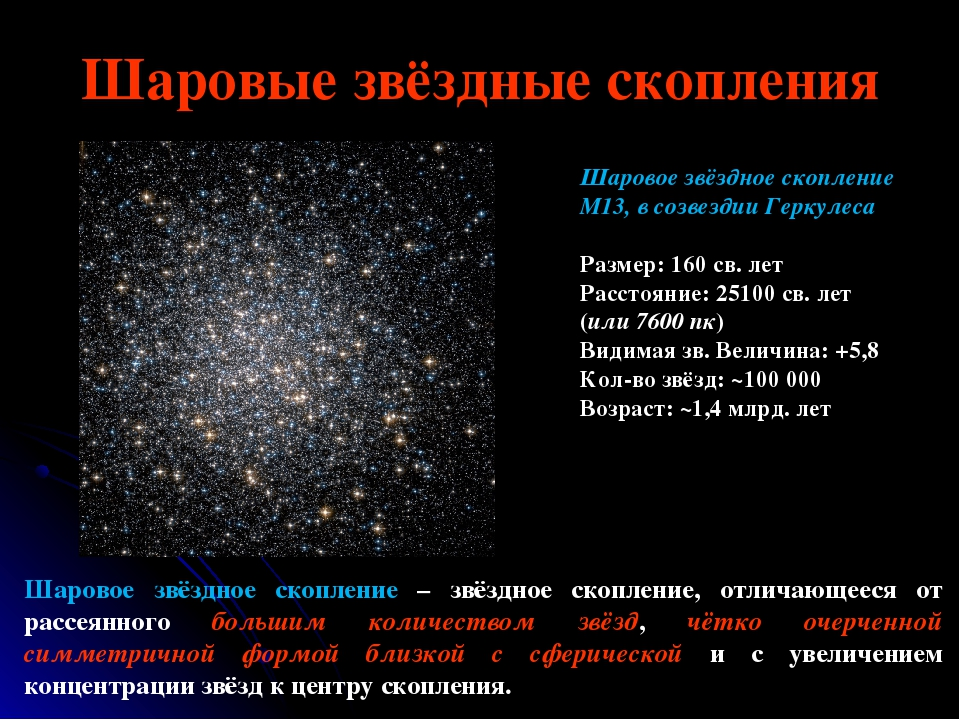 Шаровые звёздные скопления
Шаровое звёздное скопление
М13, в созвездии Геркулеса
Размер: 160 св. лет
Расстояние: 25100 св. лет
(или 7600 пк)
Видимая зв. Величина: +5,8
Кол-во звёзд: ~100 000
Возраст: ~1,4 млрд. лет
Шаровое звёздное скопление – звёздное скопление, отличающееся от
рассеянного большим количеством звёзд, чётко очерченной
симметричной формой близкой с сферической и с увеличением
концентрации звёзд к центру скопления.